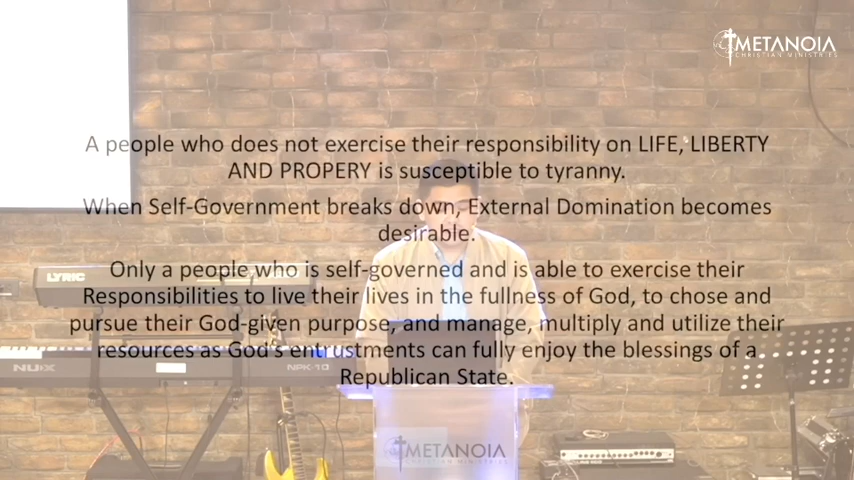 METANOIA
CHRISTIAN MINISTRIES
A people who does not exercise their responsibility on LIFE, LIBERTY
AND PROPERY is susceptible to tyranny.
When Self-Government breaks down, External Domination becomes
desirable.
Only a people who is self-governed and is able to exercise their
Responsibilities to live their lives in the fullness of God, to chose and
pursue their God-given purpose, and manage, multiply and utilize their
resources as God's entrustments can fully enjoy the blessings of a
Republican State.
LYRIC
NUX
NPK-10
METANOIA
CHRISTIAN MINISTRIES